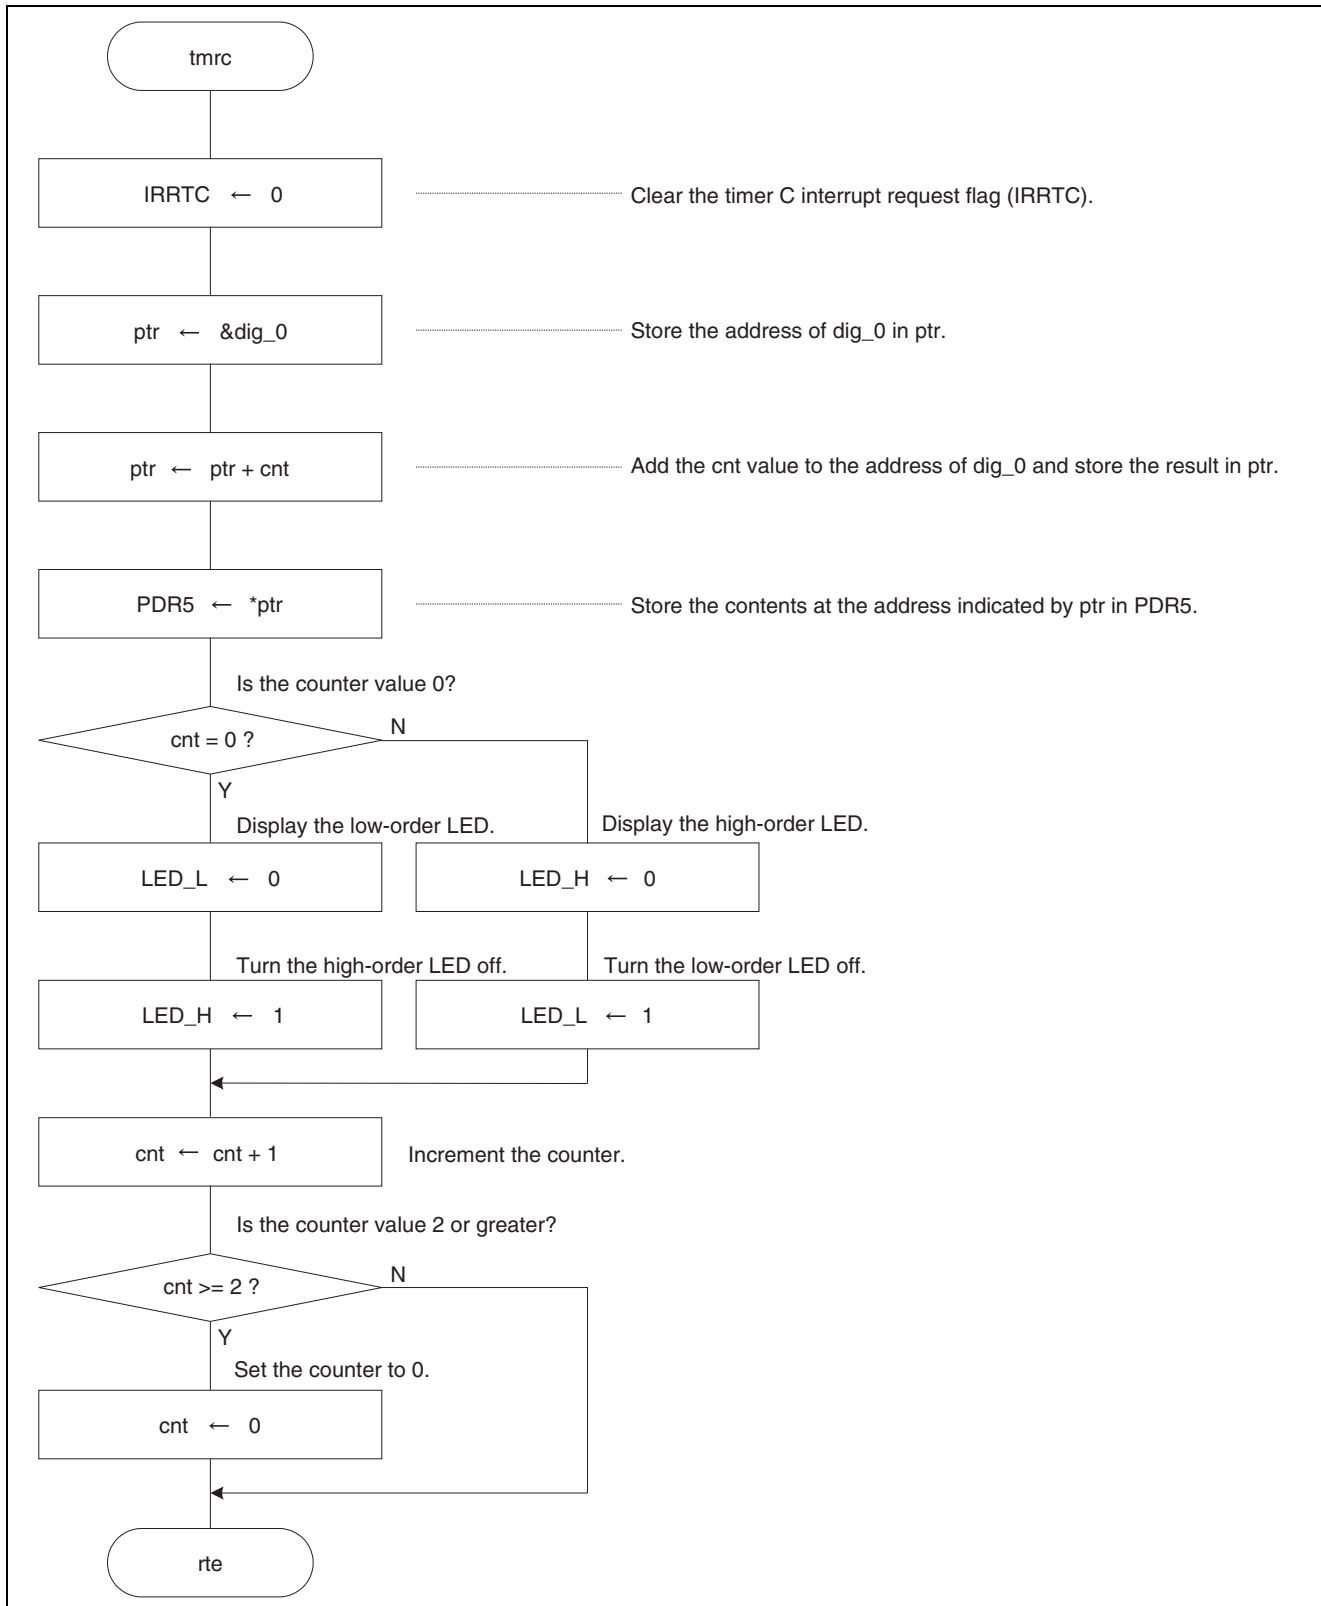 tmrc
IRRTC ← 0
Clear the timer C interrupt request flag (IRRTC).
ptr ← &dig_0
Store the address of dig_0 in ptr.
ptr ← ptr + cnt
Add the cnt value to the address of dig_0 and store the result in ptr.
PDR5 ← *ptr
Store the contents at the address indicated by ptr in PDR5.
Is the counter value 0?
cnt = 0 ?
N
Y
Display the low-order LED.
Display the high-order LED.
LED_L ← 0
LED_H ← 0
Turn the high-order LED off.
Turn the low-order LED off.
LED_H ← 1
LED_L ← 1
cnt ← cnt + 1
Increment the counter.
Is the counter value 2 or greater?
cnt >= 2 ?
N
Y
Set the counter to 0.
cnt ← 0
rte